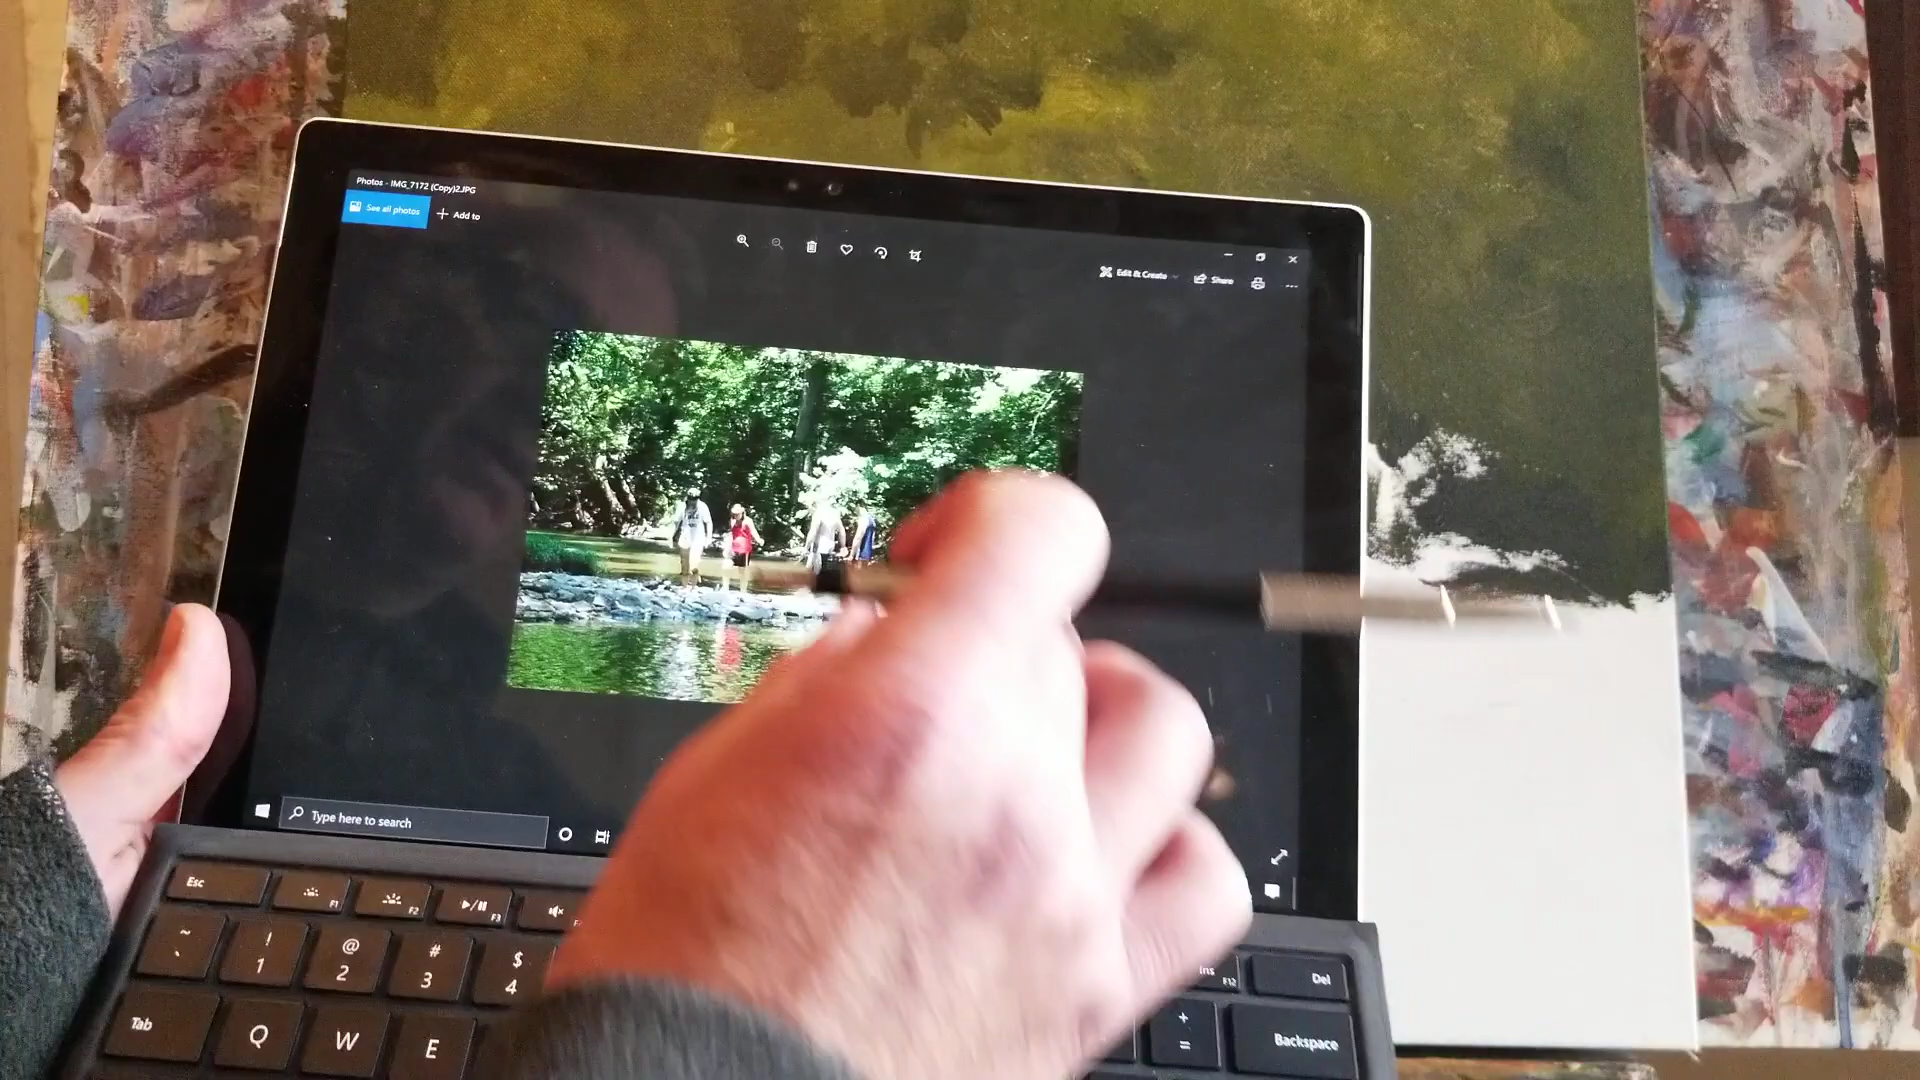 Photos - IMG_7172 (Copy)2.JPG
See all photos
+ Add to
Edit & Create
Share
Type here to search
Esc
F1
F2
F3
Ins
F12
Del
~
`
!
1
@
2
#
3
$
4
+
=
Backspace
Tab
Q
W
E